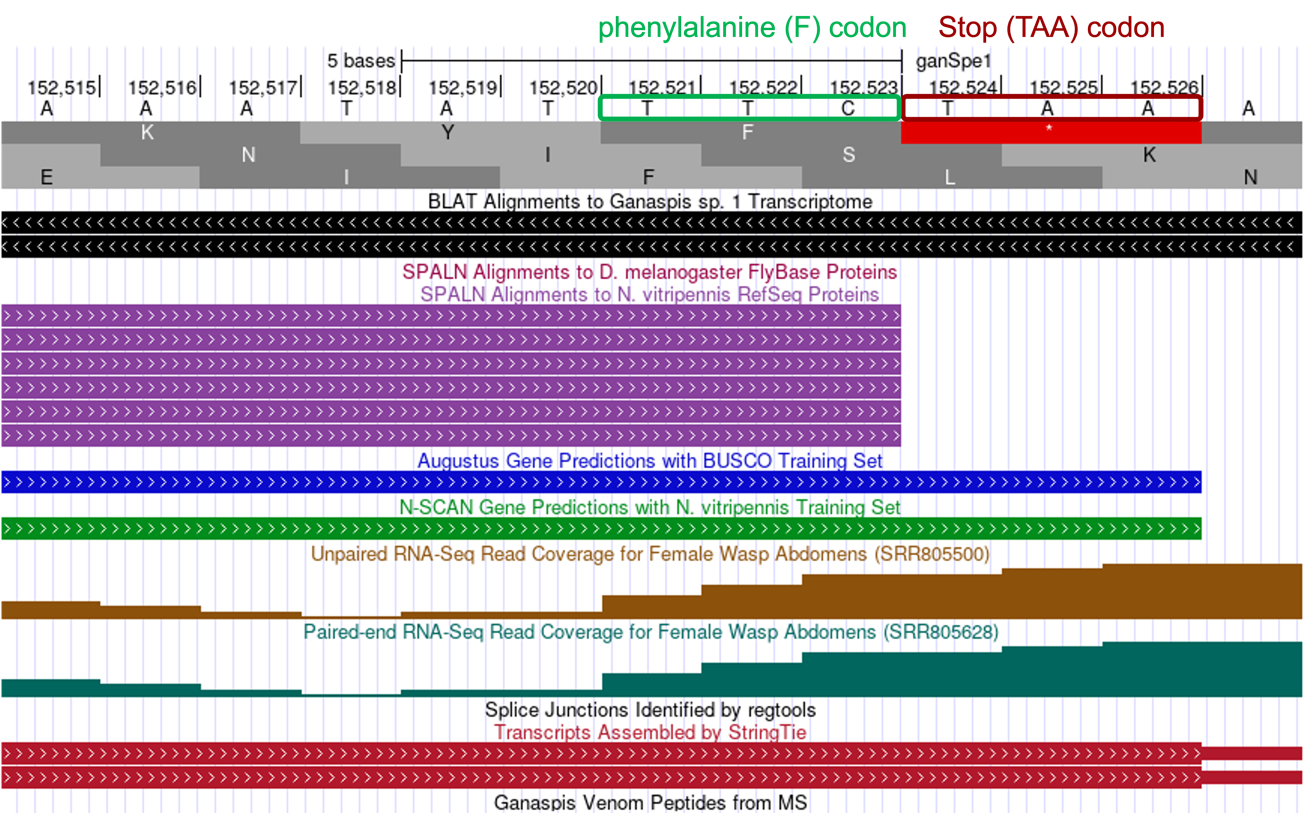 phenylalanine (F) codon Stop (TAA) codon
5 bases ganSpe1
152,515 152,516 152,517 152,518 152,519 152,520 152,521 152,522 152,523 152,524 152,525 152,526
A A A T A T T T C T A A A
K Y F *
N I S K
E I F L N
BLAT Alignments to Ganaspis sp. 1 Transcriptome
SPALN Alignments to D. melanogaster FlyBase Proteins
SPALN Alignments to N. vitripennis RefSeq Proteins
Augustus Gene Predictions with BUSCO Training Set
N-SCAN Gene Predictions with N. vitripennis Training Set
Unpaired RNA-Seq Read Coverage for Female Wasp Abdomens (SRR805500)
Paired-end RNA-Seq Read Coverage for Female Wasp Abdomens (SRR805628)
Splice Junctions Identified by regtools
Transcripts Assembled by StringTie
Ganaspis Venom Peptides from MS